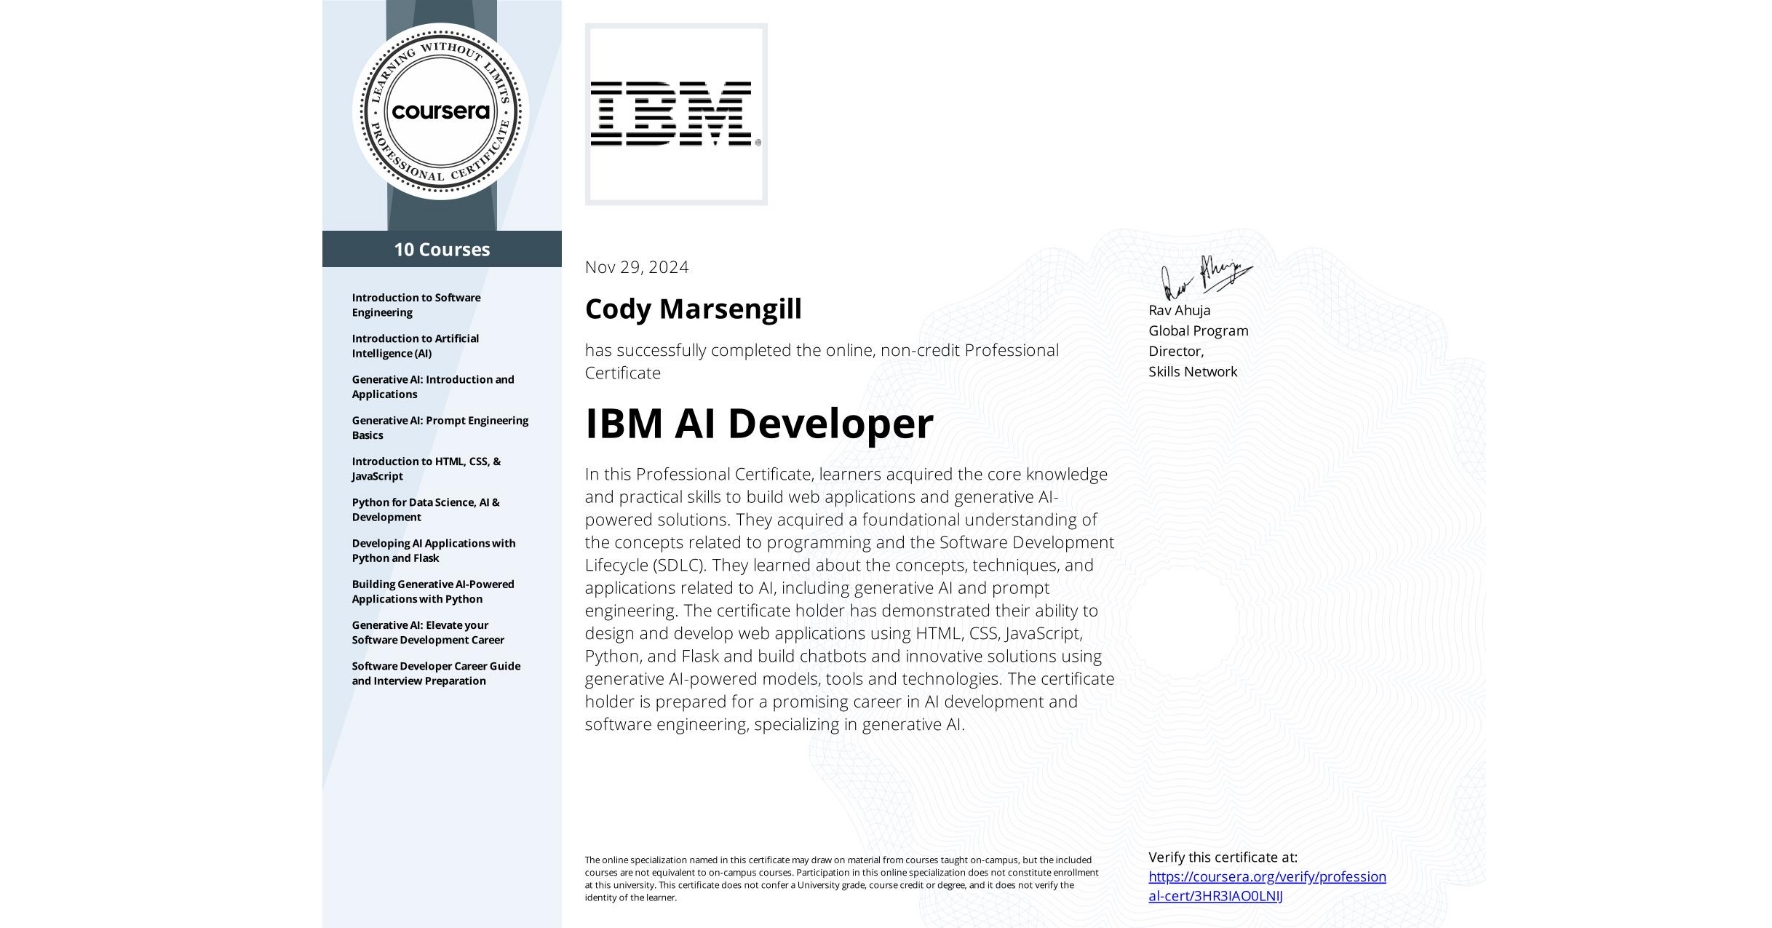 LEARNING WITHOUT LIMITS
coursera
PROFESSIONAL CERTIFICATE
10 Courses
Introduction to Software
Engineering
Introduction to Artificial
Intelligence (AI)
Generative AI: Introduction and
Applications
Generative AI: Prompt Engineering
Basics
Introduction to HTML, CSS, &
JavaScript
Python for Data Science, AI &
Development
Developing AI Applications with
Python and Flask
Building Generative AI-Powered
Applications with Python
Generative AI: Elevate your
Software Development Career
Software Developer Career Guide
and Interview Preparation
IBM®
Nov 29, 2024
Cody Marsengill
has successfully completed the online, non-credit Professional
Certificate
IBM AI Developer
In this Professional Certificate, learners acquired the core knowledge
and practical skills to build web applications and generative AI-
powered solutions. They acquired a foundational understanding of
the concepts related to programming and the Software Development
Lifecycle (SDLC). They learned about the concepts, techniques, and
applications related to AI, including generative AI and prompt
engineering. The certificate holder has demonstrated their ability to
design and develop web applications using HTML, CSS, JavaScript,
Python, and Flask and build chatbots and innovative solutions using
generative AI-powered models, tools and technologies. The certificate
holder is prepared for a promising career in AI development and
software engineering, specializing in generative AI.
The online specialization named in this certificate may draw on material from courses taught on-campus, but the included
courses are not equivalent to on-campus courses. Participation in this online specialization does not constitute enrollment
at this university. This certificate does not confer a University grade, course credit or degree, and it does not verify the
identity of the learner.
Rav Ahuja
Rav Ahuja
Global Program
Director,
Skills Network
Verify this certificate at:
https://coursera.org/verify/profession
al-cert/3HR3IAO0LNIJ